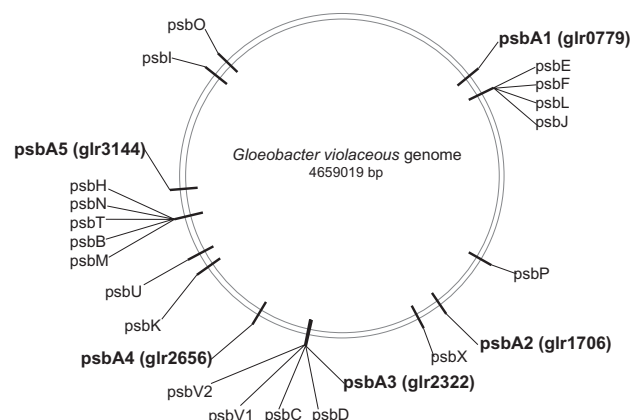 psbO
psbI
psbA1 (glr0779)
psbE
psbF
psbL
psbJ
psbA5 (glr3144)
Gloeobacter violaceous genome
4659019 bp
psbH
psbN
psbT
psbB
psbM
psbP
psbU
psbK
psbA2 (glr1706)
psbX
psbA4 (glr2656)
psbA3 (glr2322)
psbV2
psbV1
psbC
psbD